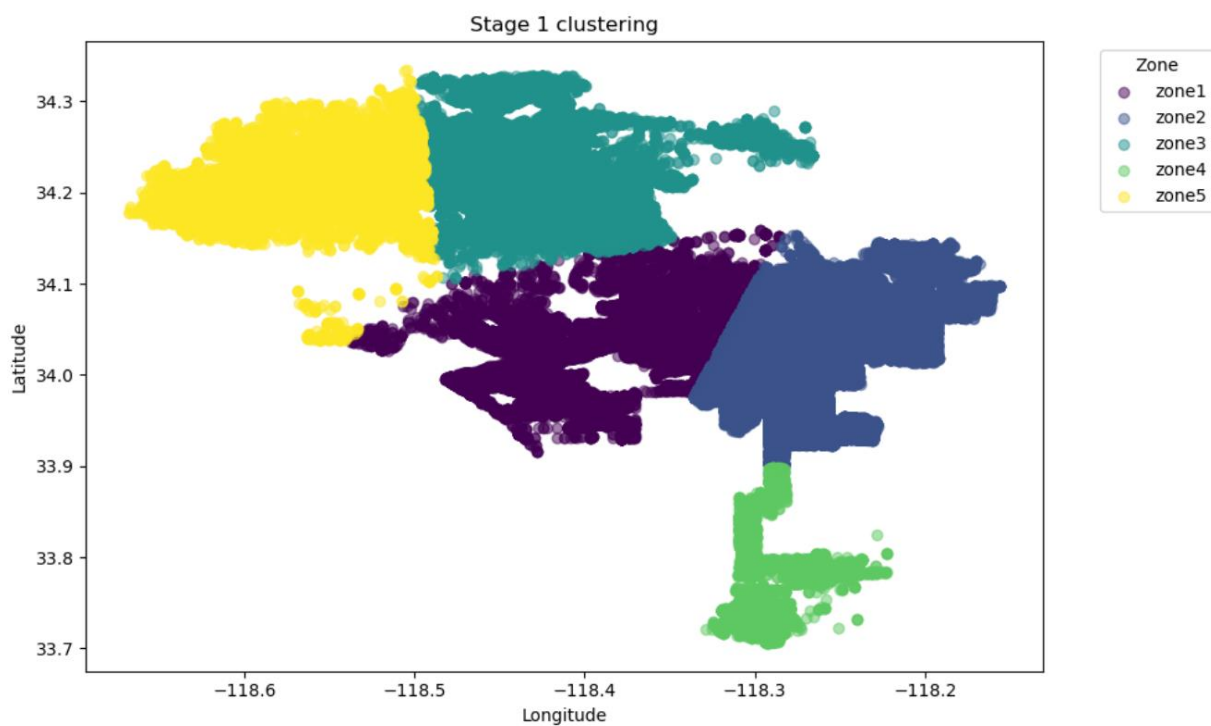 Stage 1 clustering
34.3
34.2
34.1
34.0
33.9
33.8
33.7
Latitude
−118.6
−118.5
−118.4
−118.3
−118.2
Longitude
Zone
zone1
zone2
zone3
zone4
zone5